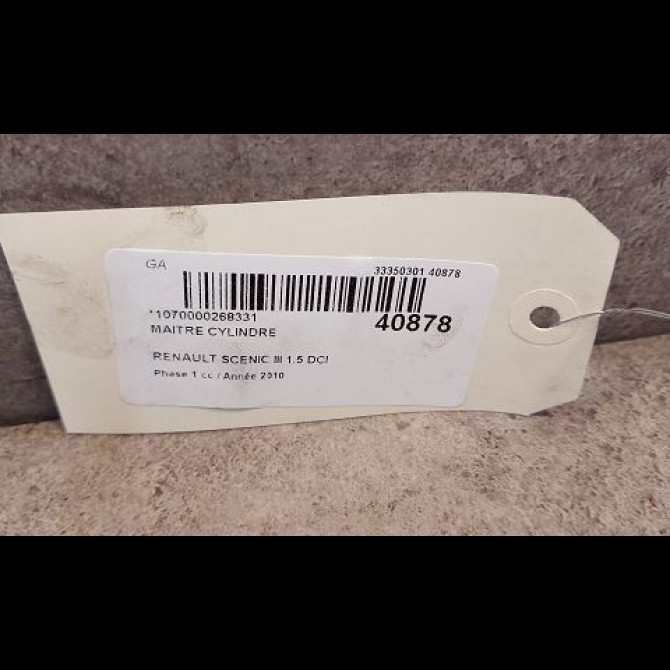 GA
33350301 40878
*1070000268331
40878
MAITRE CYLINDRE
RENAULT SCENIC III 1.5 DCI
Phase 1 cc / Année 2010